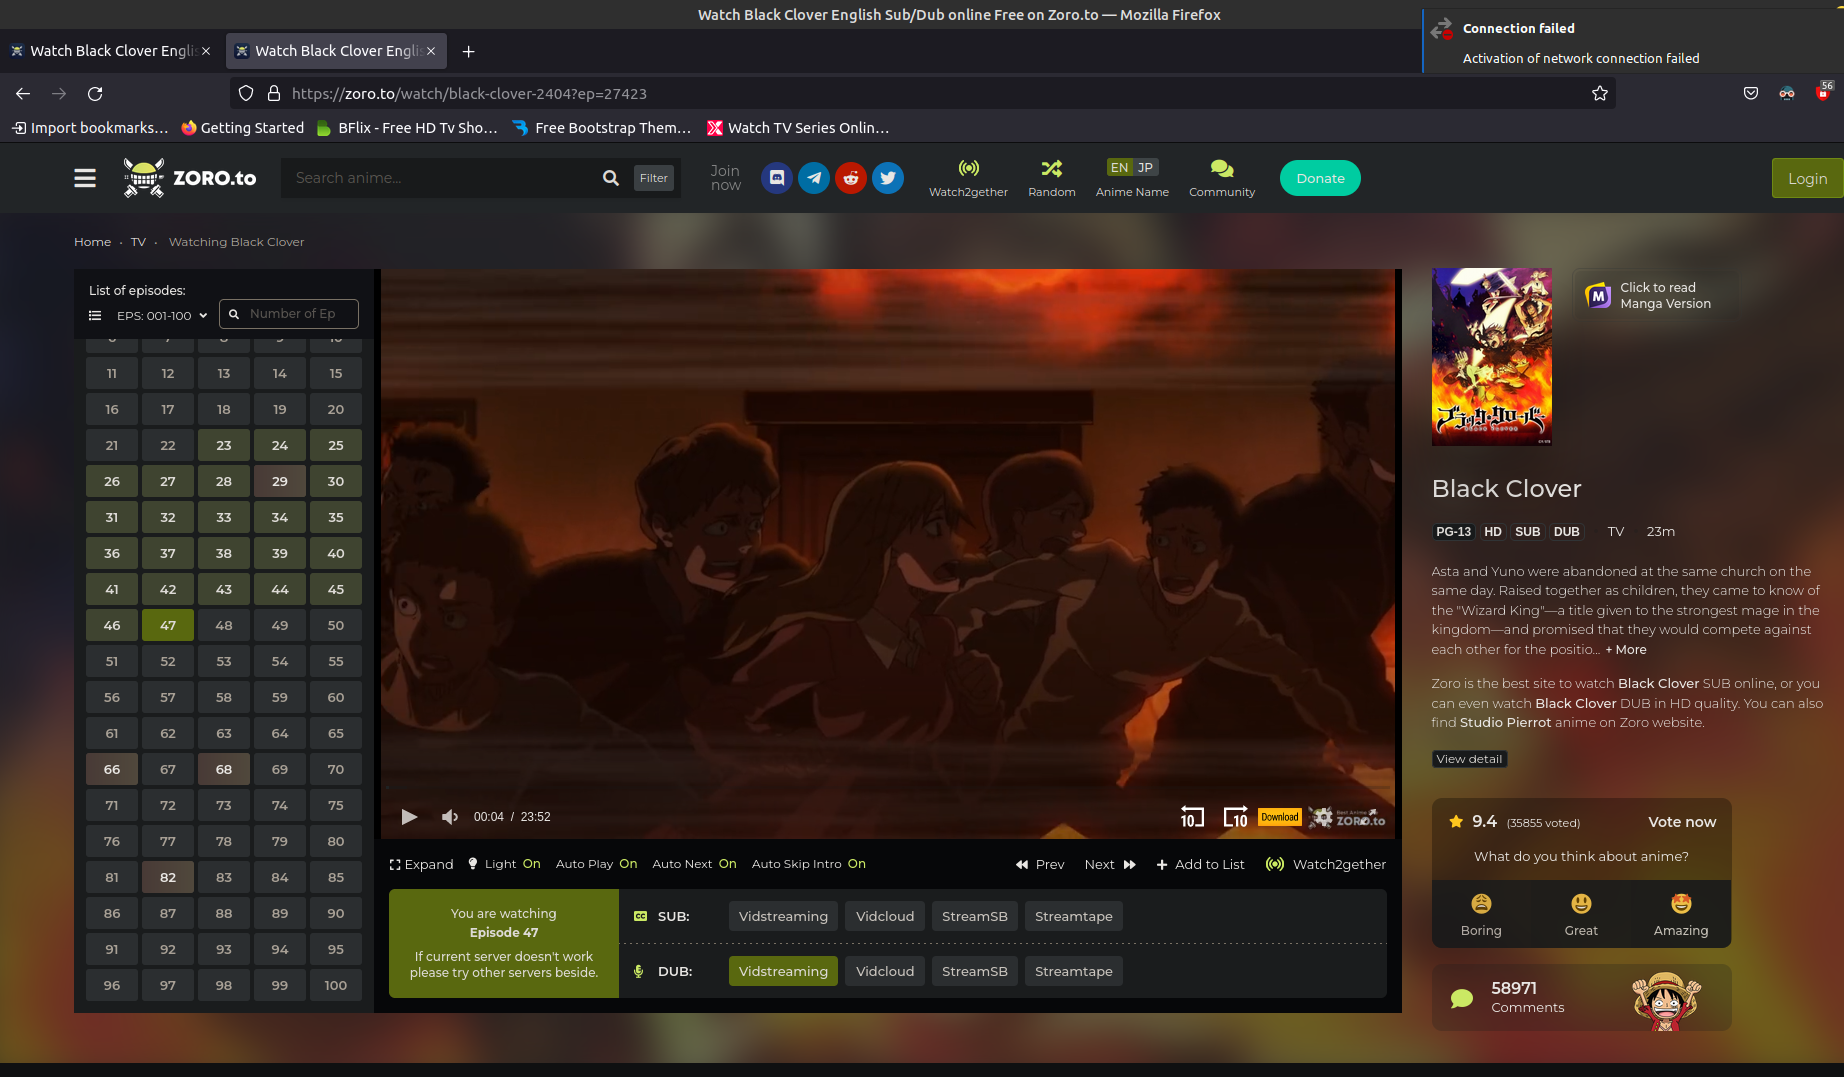 Watch Black Clover English Sub/Dub online Free on Zoro.to — Mozilla Firefox
Connection failed
Activation of network connection failed
Watch Black Clover Engli
Watch Black Clover Engli
https://zoro.to/watch/black-clover-2404?ep=27423
56
Import bookmarks...
Getting Started
BFlix - Free HD Tv Sho...
Free Bootstrap Them...
Watch TV Series Onlin...
ZORO.to
Search anime...
Filter
Join now
Watch2gether
Random
EN JP
Anime Name
Community
Donate
Login
Home • TV • Watching Black Clover
List of episodes:
EPS: 001-100
Number of Ep
6 7 8 9 10
11 12 13 14 15
16 17 18 19 20
21 22 23 24 25
26 27 28 29 30
31 32 33 34 35
36 37 38 39 40
41 42 43 44 45
46 47 48 49 50
51 52 53 54 55
56 57 58 59 60
61 62 63 64 65
66 67 68 69 70
71 72 73 74 75
76 77 78 79 80
81 82 83 84 85
86 87 88 89 90
91 92 93 94 95
96 97 98 99 100
00:04 / 23:52
10
10
Download
ZORO.to
Expand
Light On
Auto Play On
Auto Next On
Auto Skip Intro On
Prev
Next
Add to List
Watch2gether
You are watching
Episode 47
If current server doesn't work
please try other servers beside.
SUB: Vidstreaming Vidcloud StreamSB Streamtape
DUB: Vidstreaming Vidcloud StreamSB Streamtape
ブラッククローバー
Click to read
Manga Version
Black Clover
PG-13 HD SUB DUB TV 23m
Asta and Yuno were abandoned at the same church on the
same day. Raised together as children, they came to know of
the "Wizard King"—a title given to the strongest mage in the
kingdom—and promised that they would compete against
each other for the positio... + More
Zoro is the best site to watch Black Clover SUB online, or you
can even watch Black Clover DUB in HD quality. You can also
find Studio Pierrot anime on Zoro website.
View detail
9.4 (35855 voted)
Vote now
What do you think about anime?
Boring
Great
Amazing
58971
Comments